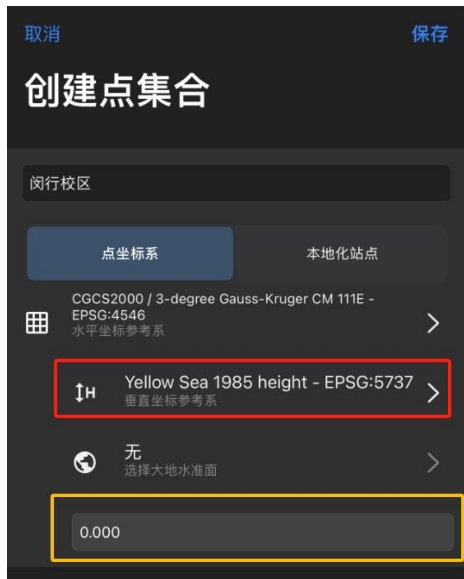 取消
保存
创建点集合
闵行校区
点坐标系
本地化站点
CGCS2000 / 3-degree Gauss-Kruger CM 111E -
EPSG:4546
水平坐标参考系
H
Yellow Sea 1985 height - EPSG:5737
垂直坐标参考系
无
选择大地水准面
0.000